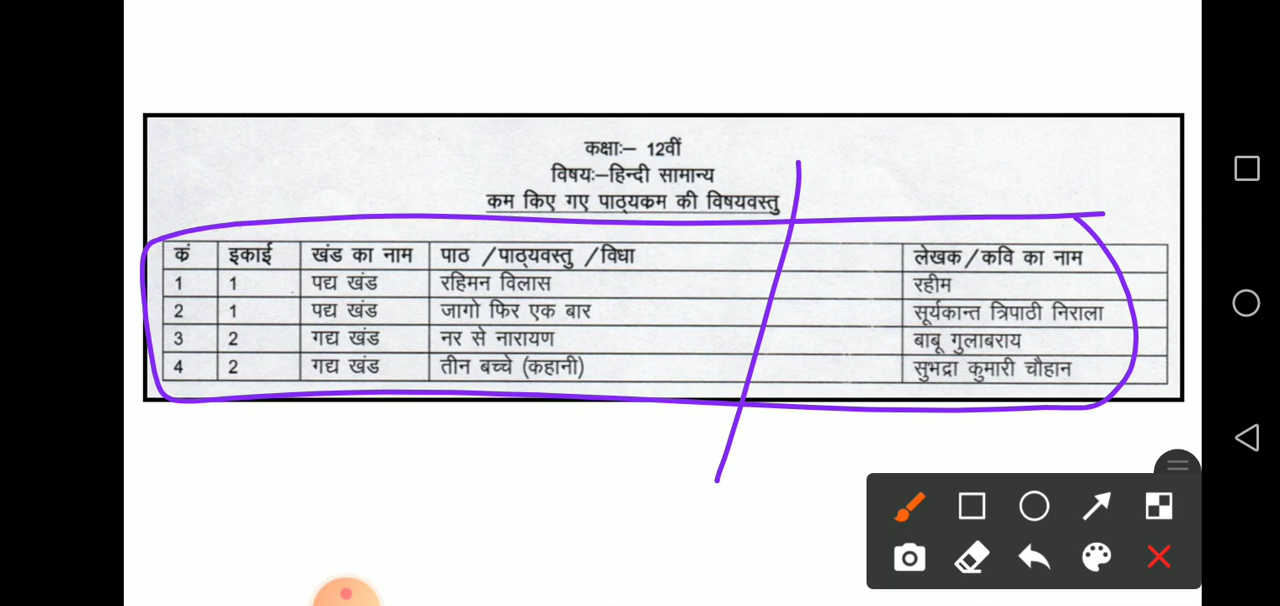 कक्षाः– 12वीं
विषयः–हिन्दी सामान्य
कम किए गए पाठ्यक्रम की विषयवस्तु
कं इकाई खंड का नाम पाठ /पाठ्यवस्तु /विधा लेखक/कवि का नाम
1 1 पद्य खंड रहिमन विलास रहीम
2 1 पद्य खंड जागो फिर एक बार सूर्यकान्त त्रिपाठी निराला
3 2 गद्य खंड नर से नारायण बाबू गुलाबराय
4 2 गद्य खंड तीन बच्चे (कहानी) सुभद्रा कुमारी चौहान